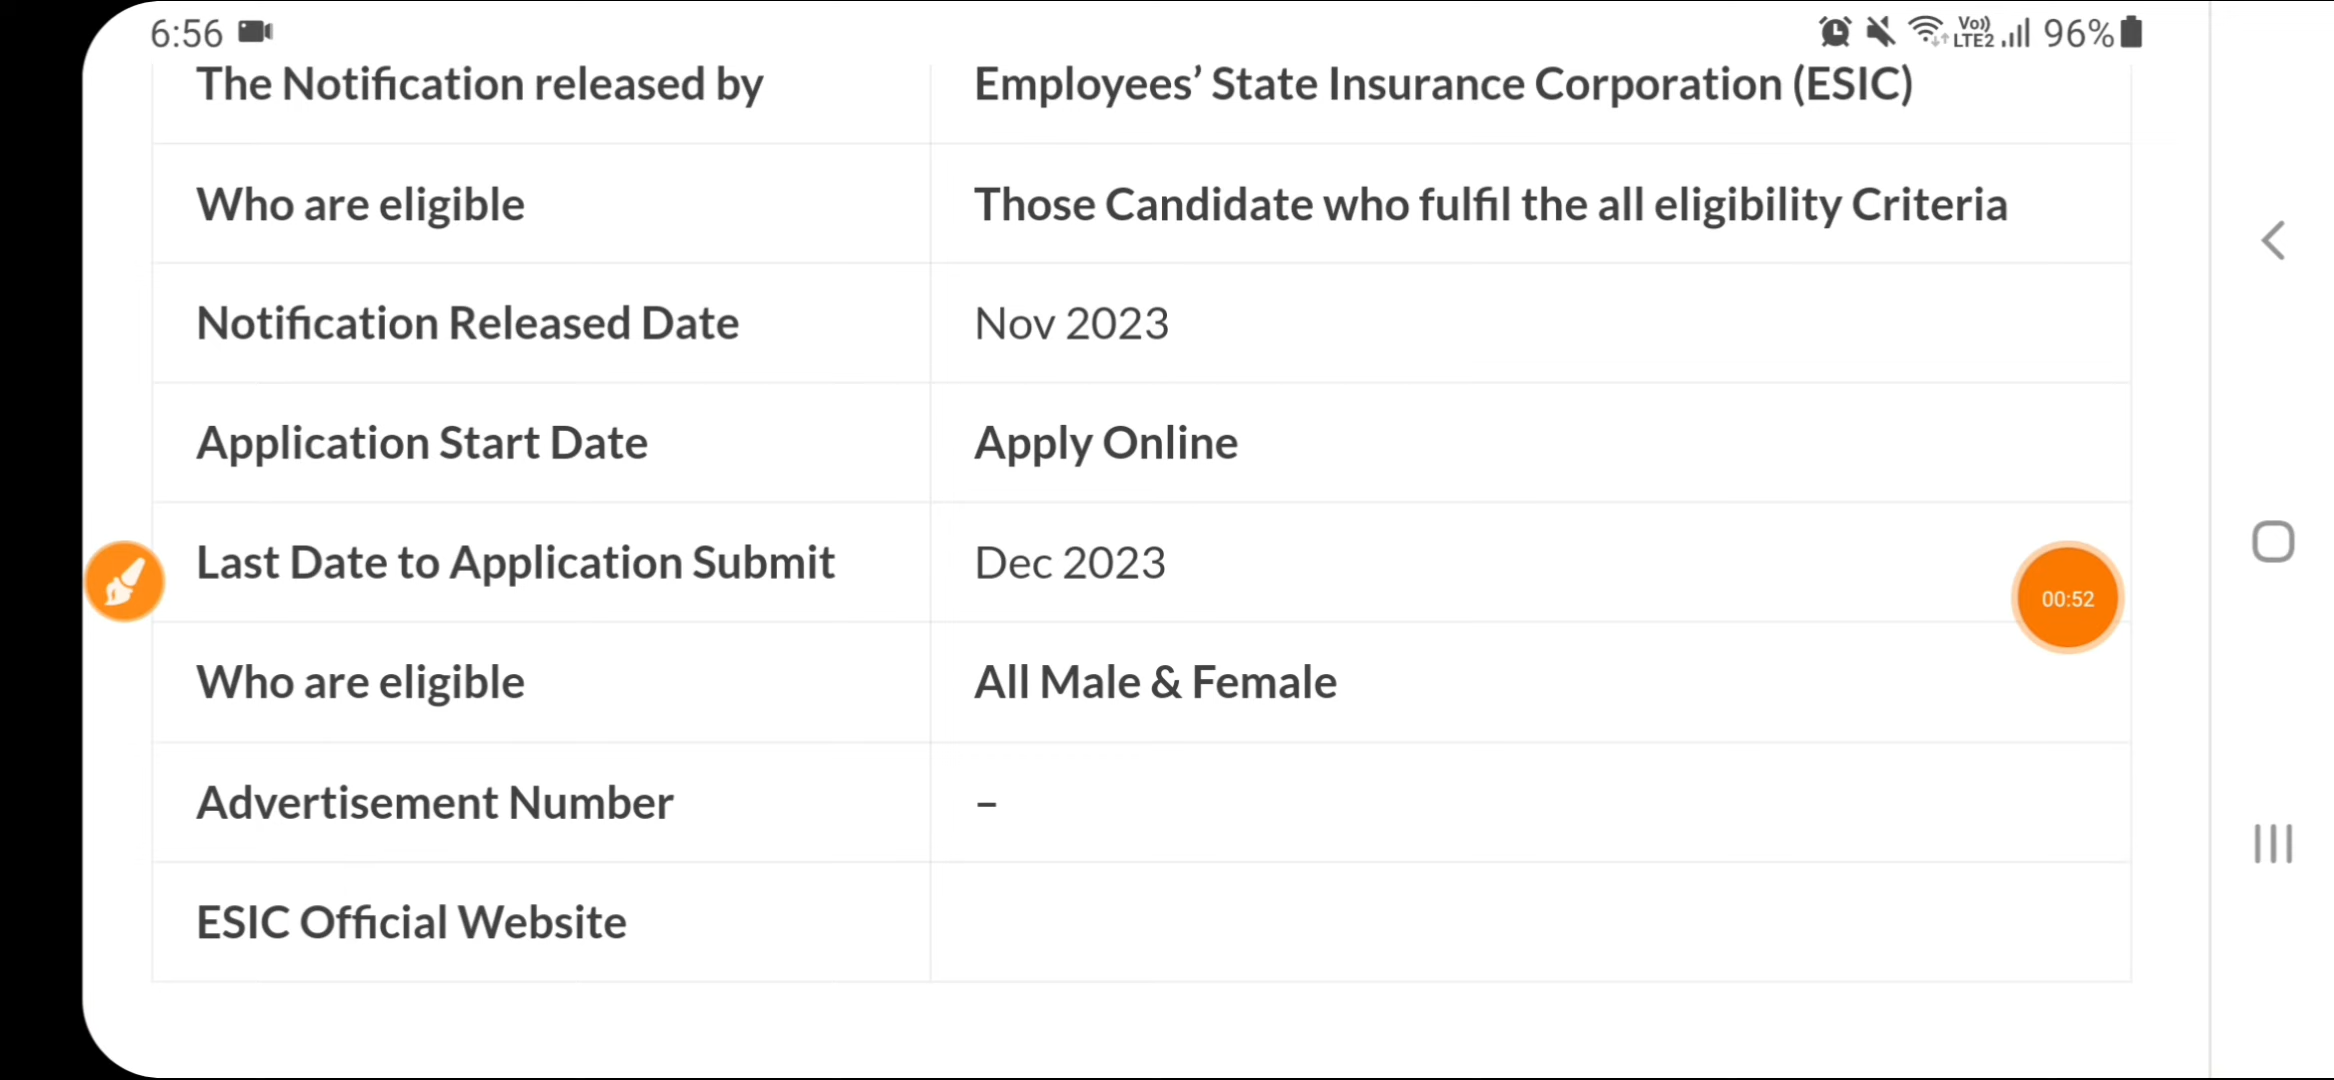 6:56 Vo)) LTE2 96%
The Notification released by Employees’ State Insurance Corporation (ESIC)
Who are eligible Those Candidate who fulfil the all eligibility Criteria
Notification Released Date Nov 2023
Application Start Date Apply Online
Last Date to Application Submit Dec 2023
00:52
Who are eligible All Male & Female
Advertisement Number –
ESIC Official Website